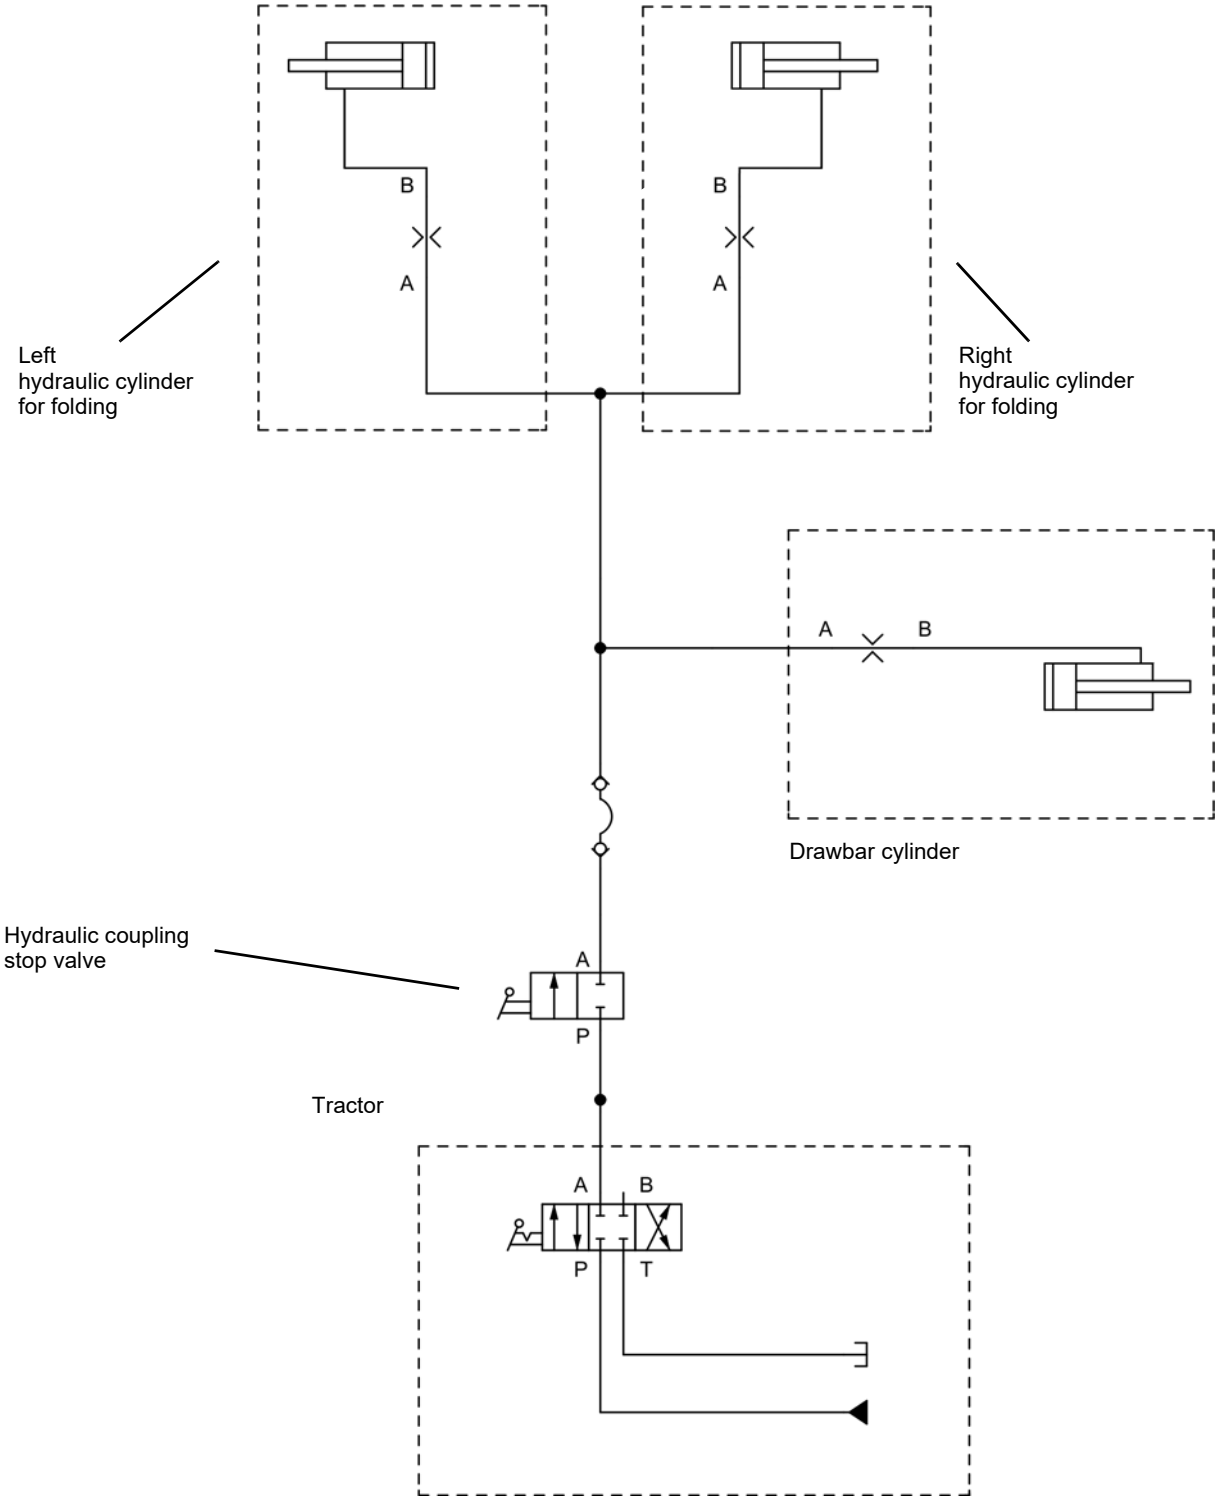 B
B
A
A
Left
hydraulic cylinder
for folding
Right
hydraulic cylinder
for folding
A
B
Drawbar cylinder
Hydraulic coupling
stop valve
A
P
Tractor
A
B
P
T